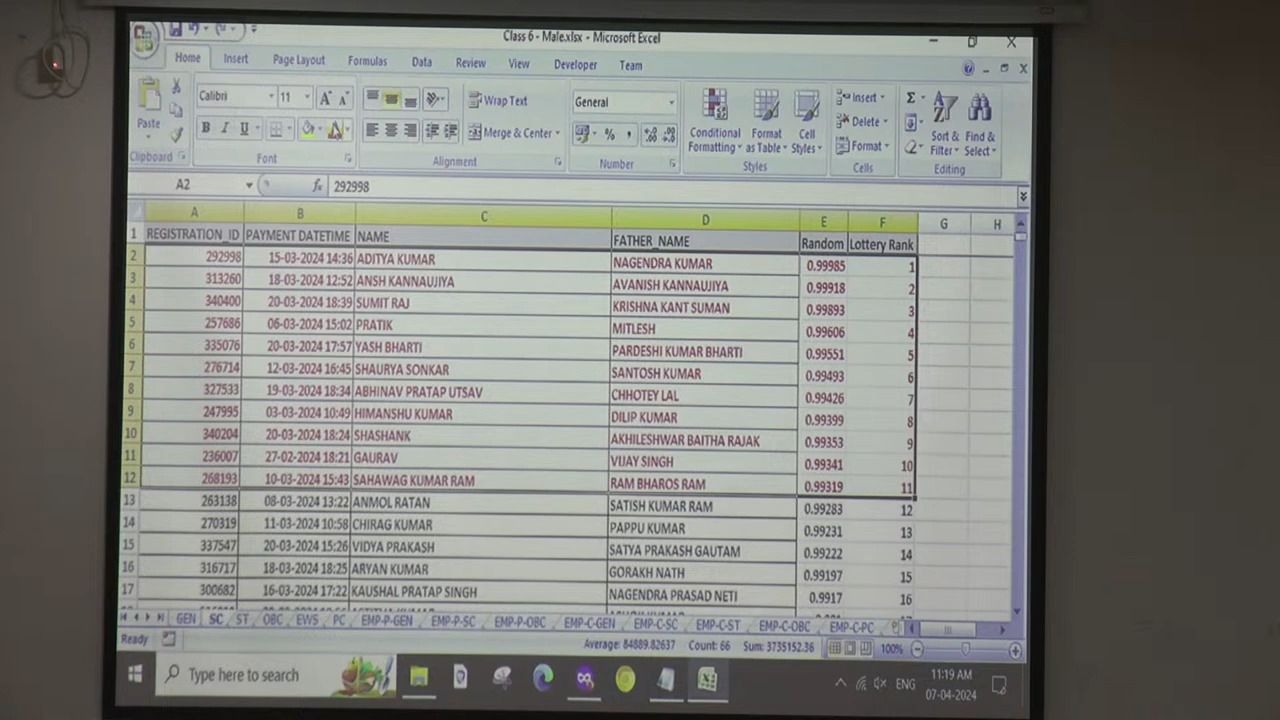 Class 6 - Male.xlsx - Microsoft Excel
Home Insert Page Layout Formulas Data Review View Developer Team
Calibri 11 Wrap Text General Insert
Paste B I U Merge & Center % Conditional Formatting Format as Table Cell Styles Delete Format Sort & Filter Find & Select
Clipboard Font Alignment Number Styles Cells Editing
A2 fx 292998
A B C D E F G H
1 REGISTRATION_ID PAYMENT DATETIME NAME FATHER_NAME Random Lottery Rank
2 292998 15-03-2024 14:36 ADITYA KUMAR NAGENDRA KUMAR 0.99985 1
3 313260 18-03-2024 12:52 ANSH KANNAUJIYA AVANISH KANNAUJIYA 0.99918 2
4 340400 20-03-2024 18:39 SUMIT RAJ KRISHNA KANT SUMAN 0.99893 3
5 257686 06-03-2024 15:02 PRATIK MITLESH 0.99606 4
6 335076 20-03-2024 17:57 YASH BHARTI PARDESHI KUMAR BHARTI 0.99551 5
7 276714 12-03-2024 16:45 SHAURYA SONKAR SANTOSH KUMAR 0.99493 6
8 327533 19-03-2024 18:34 ABHINAV PRATAP UTSAV CHHOTEY LAL 0.99426 7
9 247995 03-03-2024 10:49 HIMANSHU KUMAR DILIP KUMAR 0.99399 8
10 340204 20-03-2024 18:24 SHASHANK AKHILESHWAR BAITHA RAJAK 0.99353 9
11 236007 27-02-2024 18:21 GAURAV VIJAY SINGH 0.99341 10
12 268193 10-03-2024 15:43 SAHAWAG KUMAR RAM RAM BHAROS RAM 0.99319 11
13 263138 08-03-2024 13:22 ANMOL RATAN SATISH KUMAR RAM 0.99283 12
14 270319 11-03-2024 10:58 CHIRAG KUMAR PAPPU KUMAR 0.99231 13
15 337547 20-03-2024 15:26 VIDYA PRAKASH SATYA PRAKASH GAUTAM 0.99222 14
16 316717 18-03-2024 18:25 ARYAN KUMAR GORAKH NATH 0.99197 15
17 300682 16-03-2024 17:22 KAUSHAL PRATAP SINGH NAGENDRA PRASAD NETI 0.9917 16
GEN SC ST OBC EWS PC EMP-P-GEN EMP-P-SC EMP-P-OBC EMP-C-GEN EMP-C-SC EMP-C-ST EMP-C-OBC EMP-C-PC
Ready Average: 84889.82637 Count: 66 Sum: 3735152.36 100%
Type here to search ENG 11:19 AM
07-04-2024